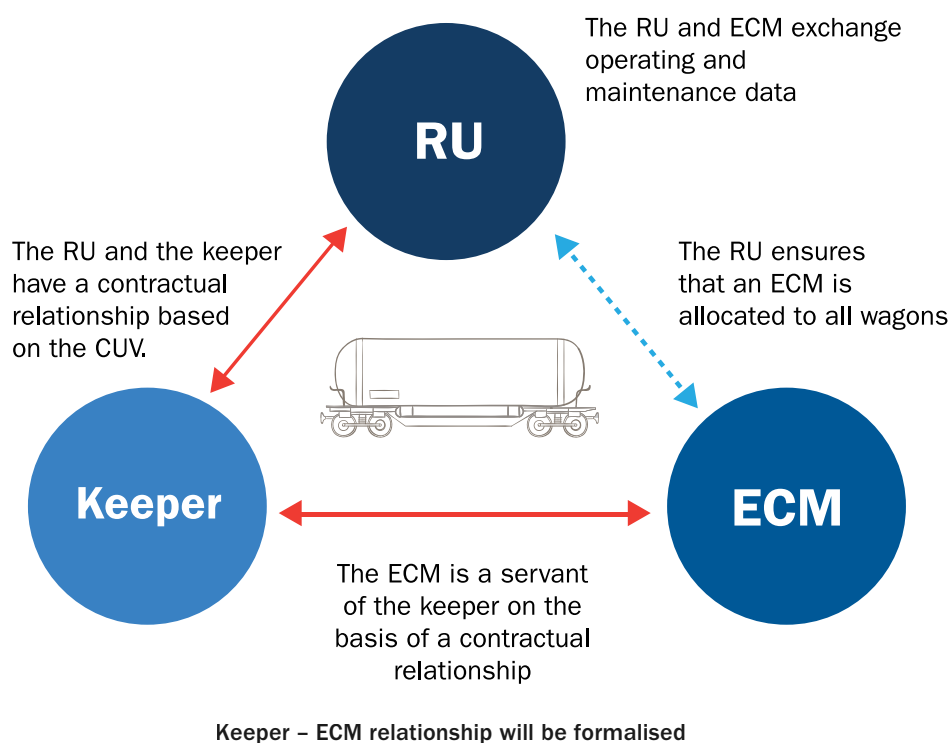 The RU and ECM exchange
operating and
maintenance data
RU
The RU and the keeper
have a contractual
relationship based
on the CUV.
The RU ensures
that an ECM is
allocated to all wagons
Keeper
ECM
The ECM is a servant
of the keeper on the
basis of a contractual
relationship
Keeper – ECM relationship will be formalised